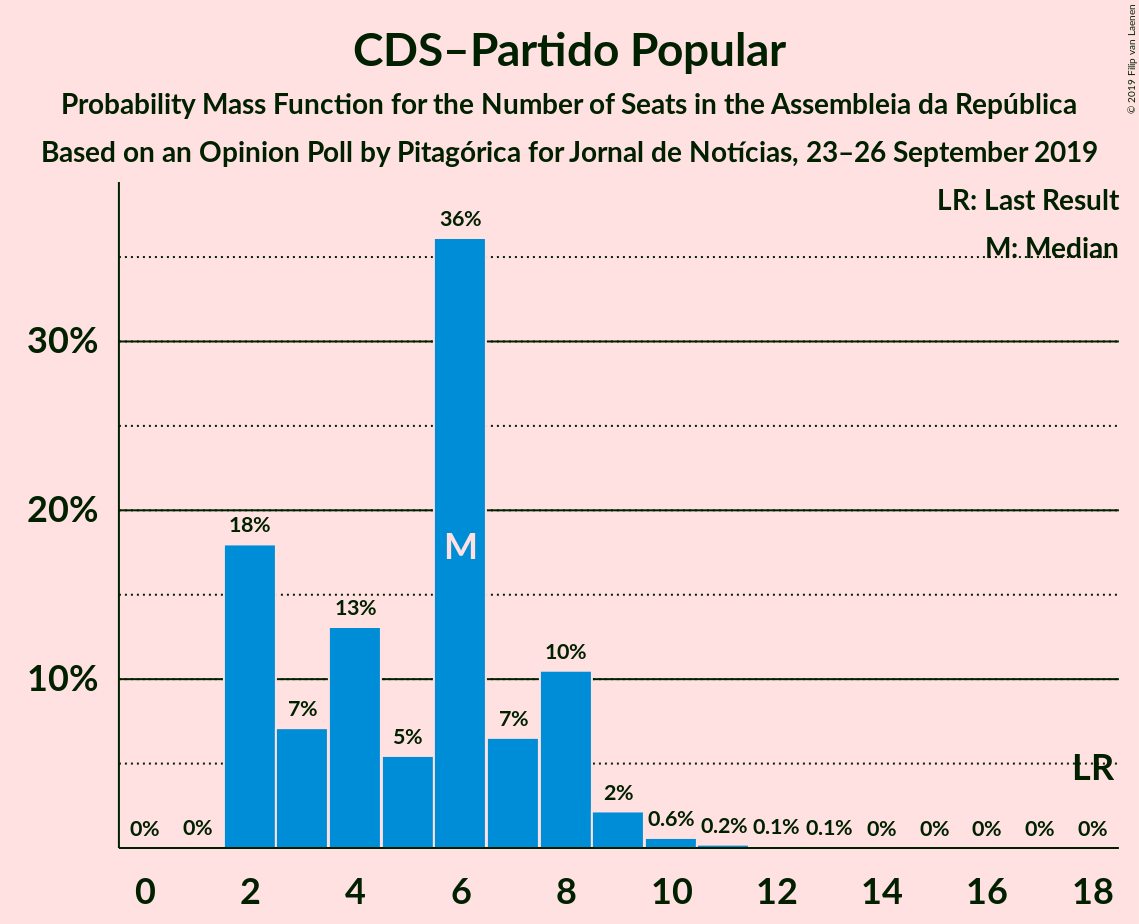 CDS–Partido Popular
Probability Mass Function for the Number of Seats in the Assembleia da República
Based on an Opinion Poll by Pitagórica for Jornal de Notícias, 23–26 September 2019
© 2019 Filip van Laenen
LR: Last Result
M: Median
30%
20%
10%
0%
0%
18%
7%
13%
5%
36%
7%
10%
2%
0.6%
0.2%
0.1%
0.1%
0%
0%
0%
0%
0%
M
LR
0 2 4 6 8 10 12 14 16 18